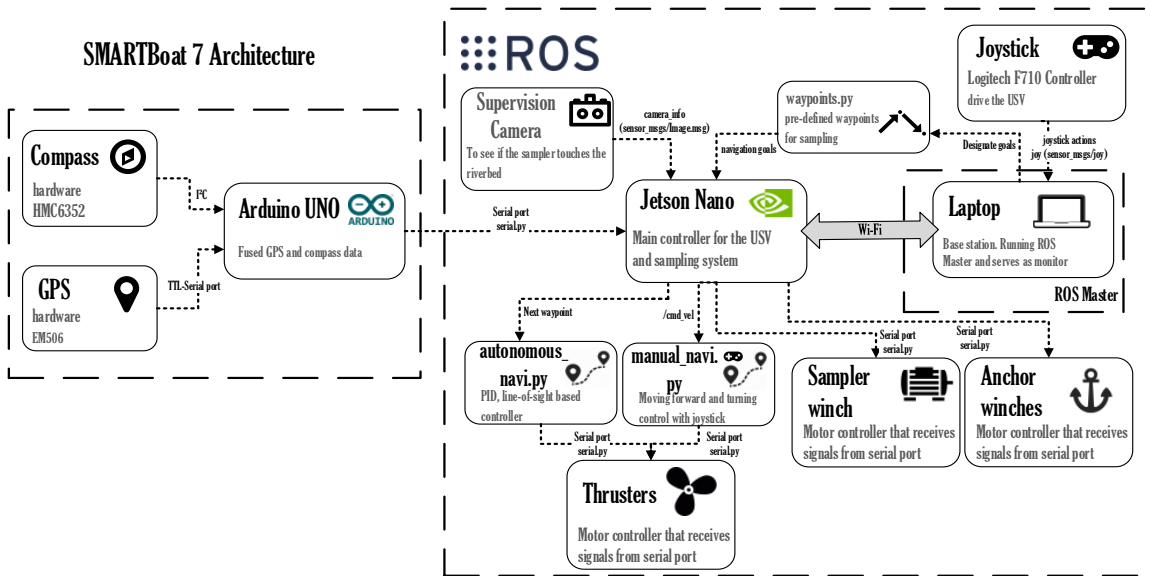 SMARTBoat 7 Architecture
Compass
hardware
HMC6352
I²C
GPS
hardware
EM506
TTL-Serial port
Arduino UNO
ARDUINO
Fused GPS and compass data
Serial port
serial.py
ROS
Supervision
Camera
To see if the sampler touches the
riverbed
camera_info
(sensor_msgs/Image.msg)
waypoints.py
pre-defined waypoints
for sampling
navigation goals
Designate goals
Joystick
Logitech F710 Controller
drive the USV
joystick actions
joy (sensor_msgs/joy)
Jetson Nano
Main controller for the USV
and sampling system
Wi-Fi
Laptop
Base station. Running ROS
Master and serves as monitor
ROS Master
Next waypoint
/cmd_vel
Serial port
serial.py
Serial port
serial.py
autonomous_
navi.py
PID, line-of-sight based
controller
manual_navi.
py
Moving forward and turning
control with joystick
Sampler
winch
Motor controller that receives
signals from serial port
Anchor
winches
Motor controller that receives
signals from serial port
Serial port
serial.py
Serial port
serial.py
Thrusters
Motor controller that receives
signals from serial port